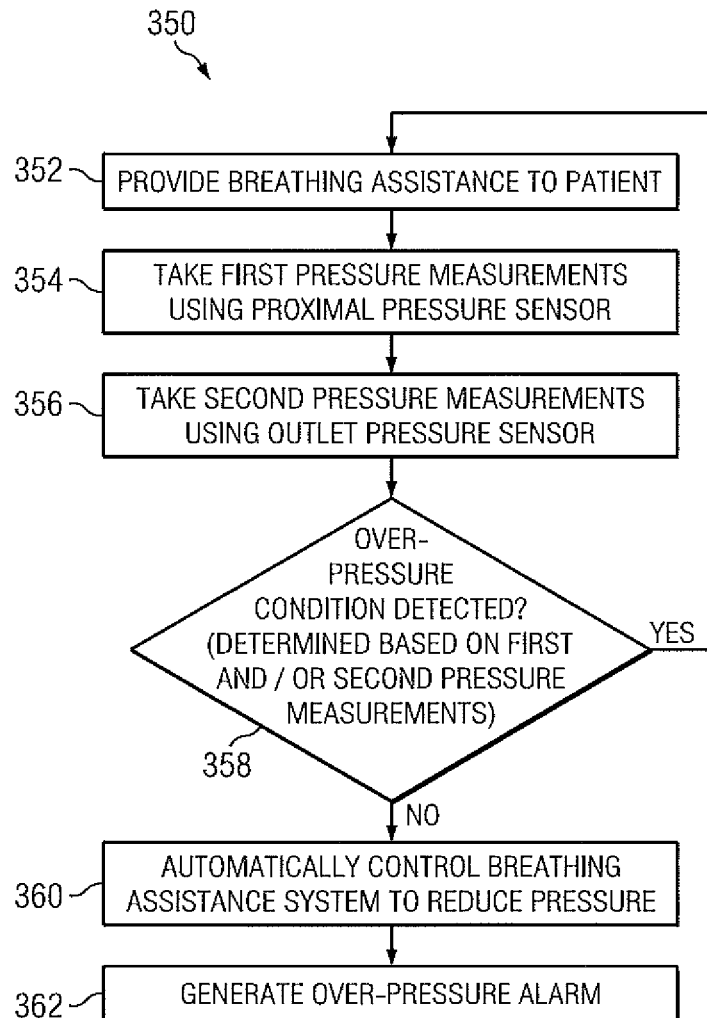 350
352
PROVIDE BREATHING ASSISTANCE TO PATIENT
354
TAKE FIRST PRESSURE MEASUREMENTS
USING PROXIMAL PRESSURE SENSOR
356
TAKE SECOND PRESSURE MEASUREMENTS
USING OUTLET PRESSURE SENSOR
OVER-
PRESSURE
CONDITION DETECTED?
(DETERMINED BASED ON FIRST
AND / OR SECOND PRESSURE
MEASUREMENTS)
YES
358
NO
360
AUTOMATICALLY CONTROL BREATHING
ASSISTANCE SYSTEM TO REDUCE PRESSURE
362
GENERATE OVER-PRESSURE ALARM